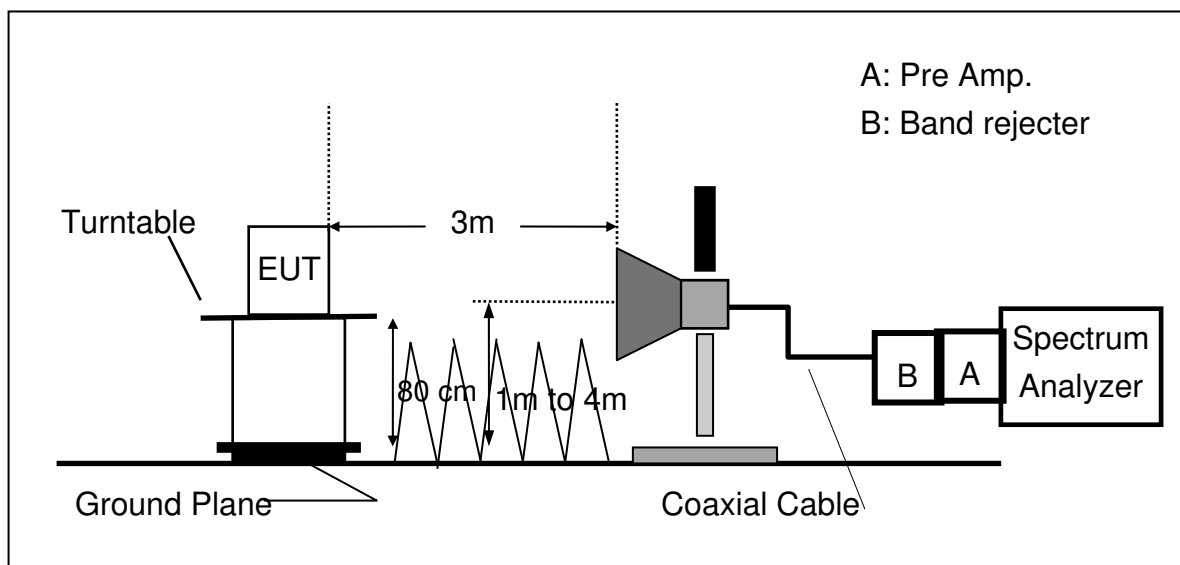 A: Pre Amp.
B: Band rejecter
Turntable
3m
EUT
80 cm
1m to 4m
B
A
Spectrum
Analyzer
Ground Plane
Coaxial Cable